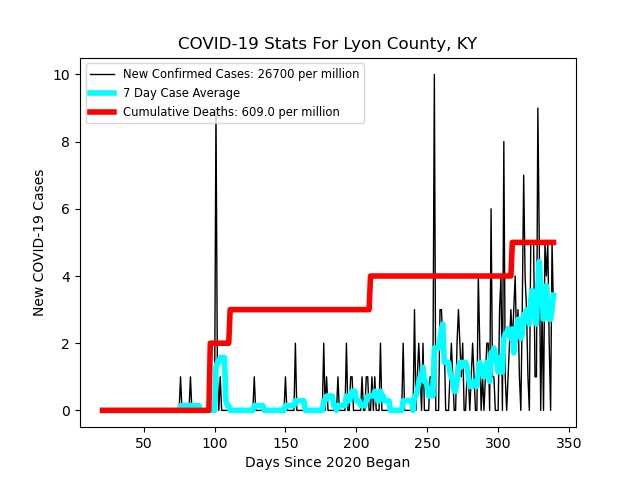 COVID-19 Stats For Lyon County, KY
New Confirmed Cases: 26700 per million
7 Day Case Average
Cumulative Deaths: 609.0 per million
New COVID-19 Cases
10
8
6
4
2
0
50 100 150 200 250 300 350
Days Since 2020 Began